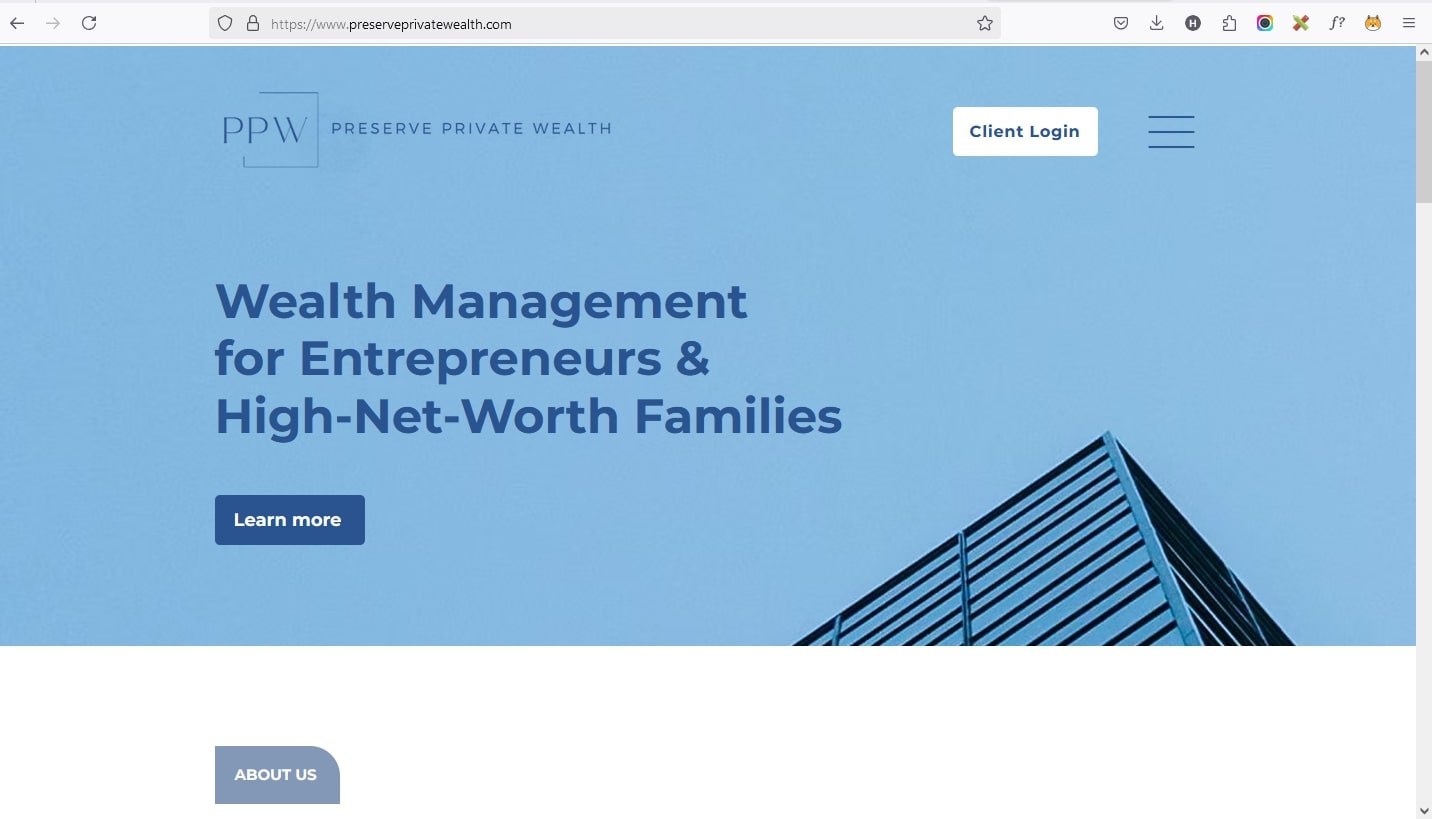 https://www.preserveprivatewealth.com
H
f?
PPW
PRESERVE PRIVATE WEALTH
Client Login
Wealth Management
for Entrepreneurs &
High-Net-Worth Families
Learn more
ABOUT US